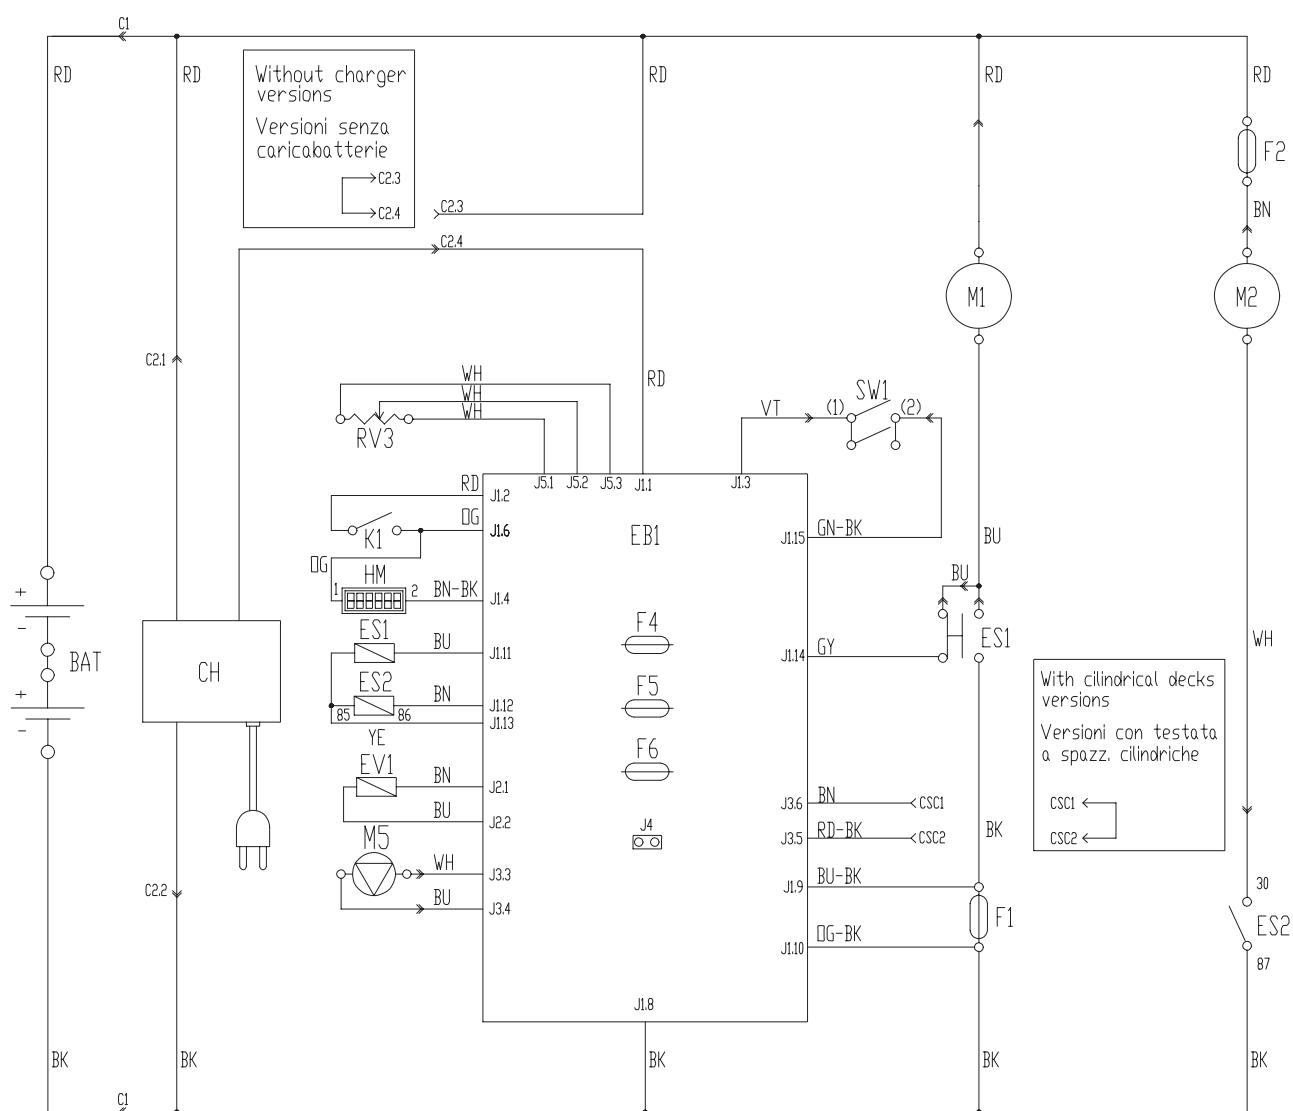 C1
RD
RD
RD
RD
RD
Without charger
versions
Versioni senza
caricabatterie
C2.3
C2.4
C2.3
C2.4
F2
BN
M1
M2
C2.1
WH
WH
WH
RD
RV3
VT
(1)
SW1
(2)
J5.1
J5.2
J5.3
J1.1
J1.3
RD
J1.2
OG
J1.6
K1
EB1
J1.15
GN-BK
BU
OG
HM
1
2
BN-BK
J1.4
BU
ES1
BU
J1.11
F4
J1.14
GY
ES1
+
-
BAT
+
-
CH
ES2
BN
J1.12
85
86
J1.13
YE
F5
WH
With cilindrical decks
versions
Versioni con testata
a spazz. cilindriche
CSC1
CSC2
EV1
BN
J2.1
BU
J2.2
F6
J4
J3.6
BN
CSC1
J3.5
RD-BK
CSC2
BK
M5
WH
J3.3
BU
J3.4
J1.9
BU-BK
C2.2
30
F1
ES2
J1.10
OG-BK
87
J1.8
BK
BK
BK
BK
BK
C1